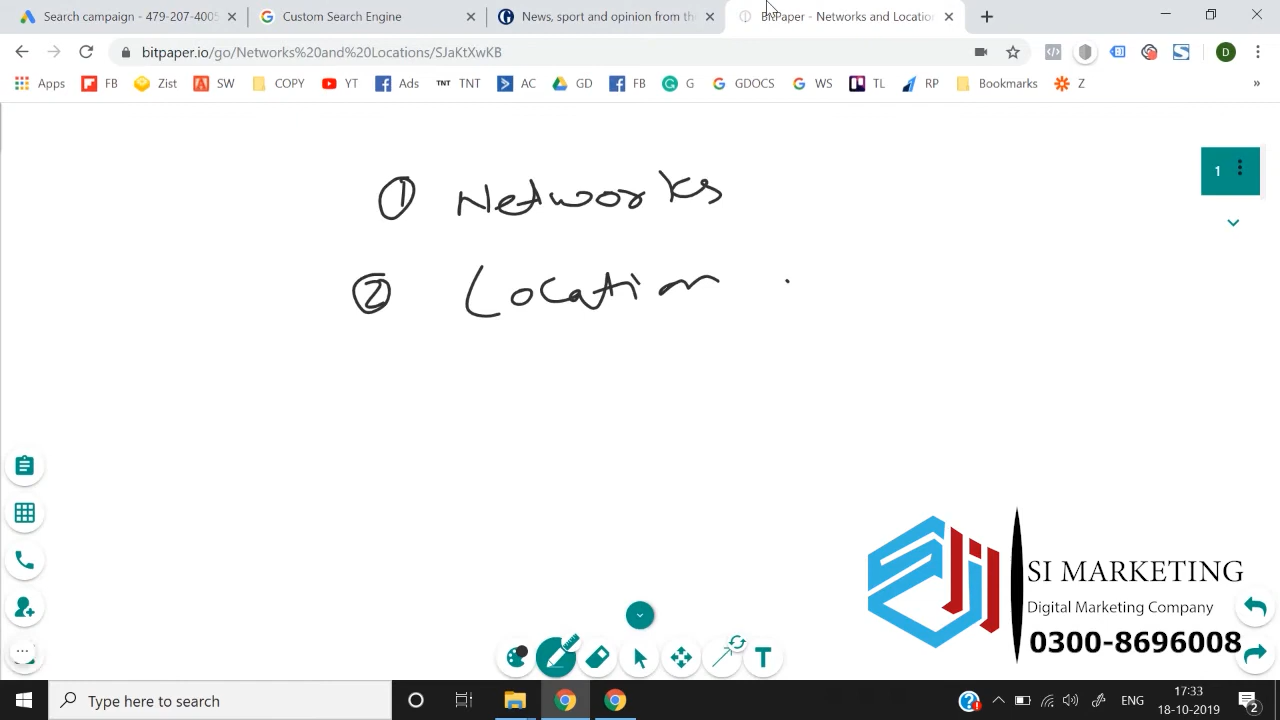 Search campaign - 479-207-4005
Custom Search Engine
News, sport and opinion from th
BitPaper - Networks and Locatio
bitpaper.io/go/Networks%20and%20Locations/SJaKtXwKB
D
Apps
FB
Zist
SW
COPY
YT
Ads
TNT TNT
AC
GD
FB
G
GDOCS
WS
TL
RP
Bookmarks
Z
»
1
① Networks
② Location
SI MARKETING
Digital Marketing Company
0300-8696008
T
Type here to search
ENG
17:33
18-10-2019
2